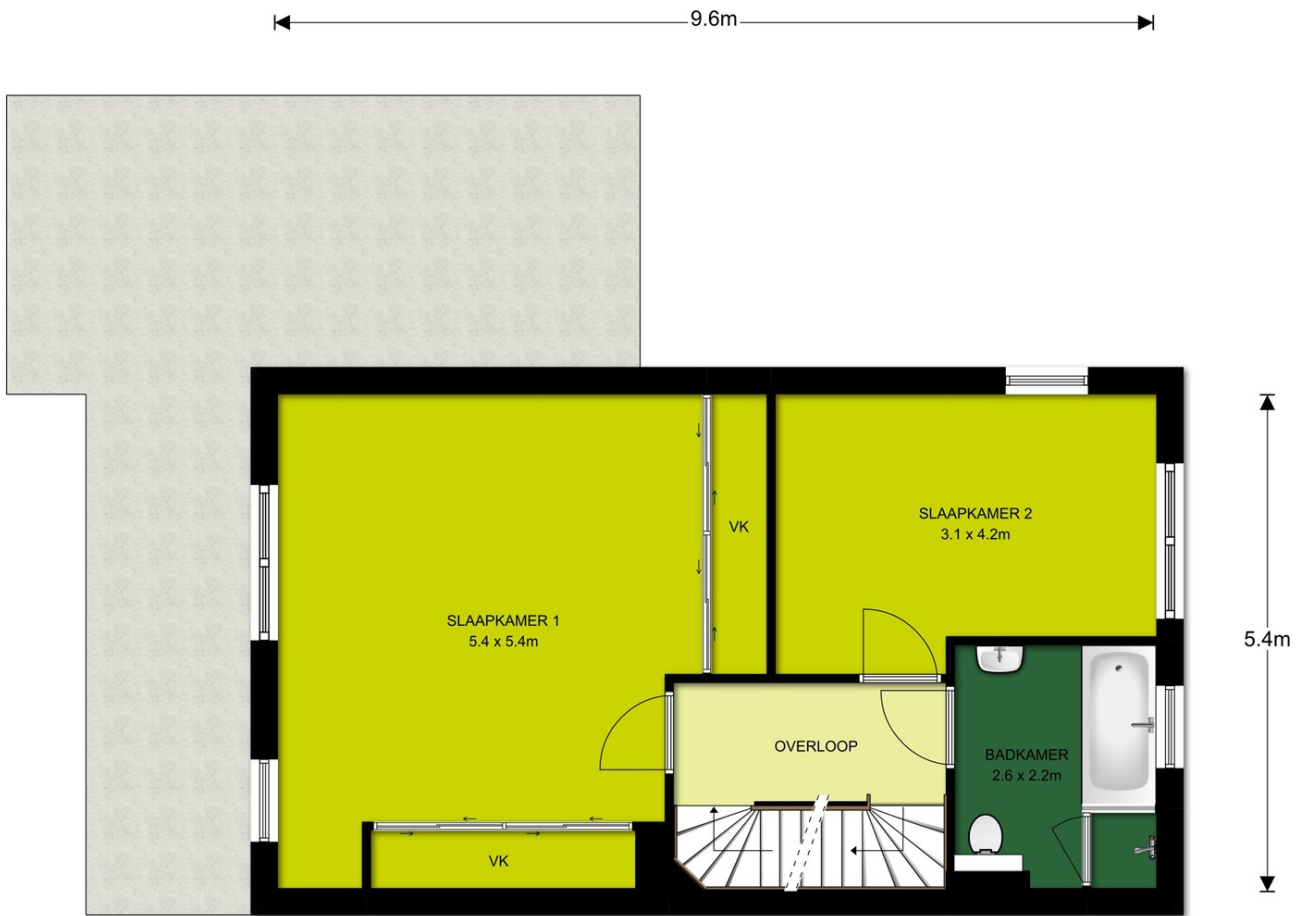 9.6m
VK
SLAAPKAMER 2
3.1 x 4.2m
SLAAPKAMER 1
5.4 x 5.4m
5.4m
OVERLOOP
BADKAMER
2.6 x 2.2m
VK